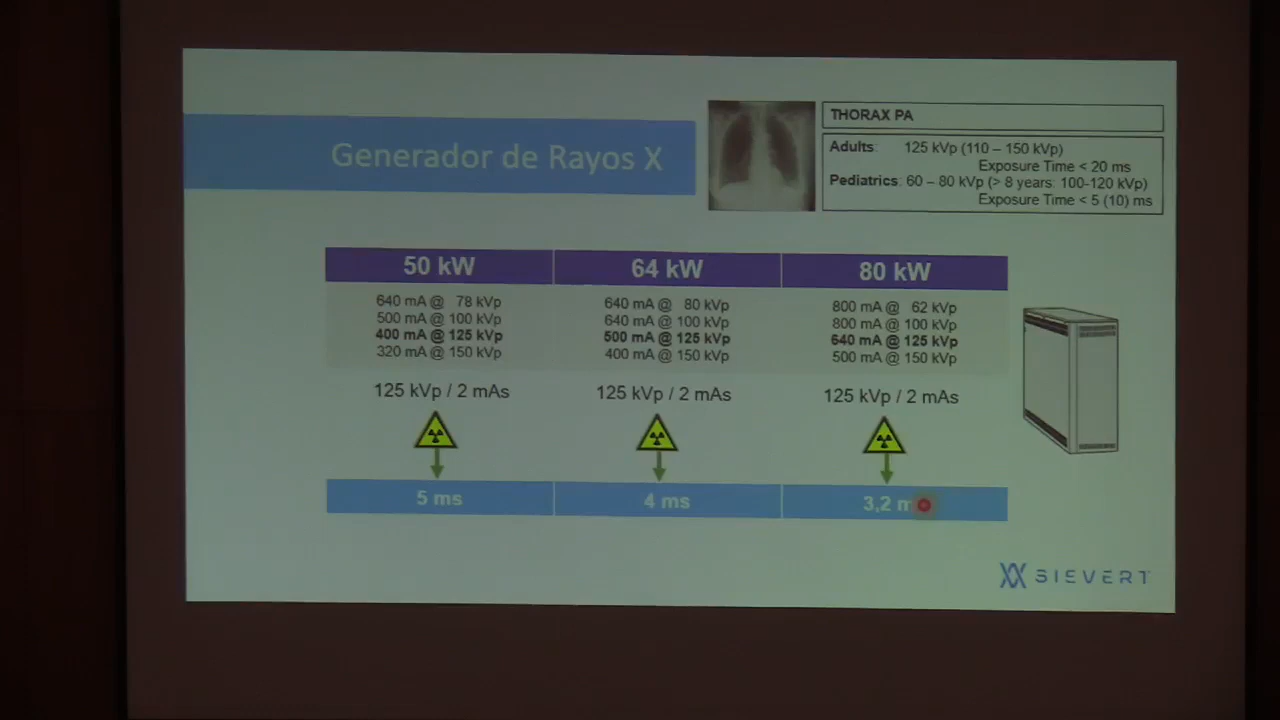 Generador de Rayos X
THORAX PA
Adults: 125 kVp (110 – 150 kVp)
Exposure Time < 20 ms
Pediatrics: 60 – 80 kVp (> 8 years: 100-120 kVp)
Exposure Time < 5 (10) ms
50 kW 64 kW 80 kW
640 mA @ 78 kVp 640 mA @ 80 kVp 800 mA @ 62 kVp
500 mA @ 100 kVp 640 mA @ 100 kVp 800 mA @ 100 kVp
400 mA @ 125 kVp 500 mA @ 125 kVp 640 mA @ 125 kVp
320 mA @ 150 kVp 400 mA @ 150 kVp 500 mA @ 150 kVp
125 kVp / 2 mAs 125 kVp / 2 mAs 125 kVp / 2 mAs
5 ms 4 ms 3,2
SIEVERT